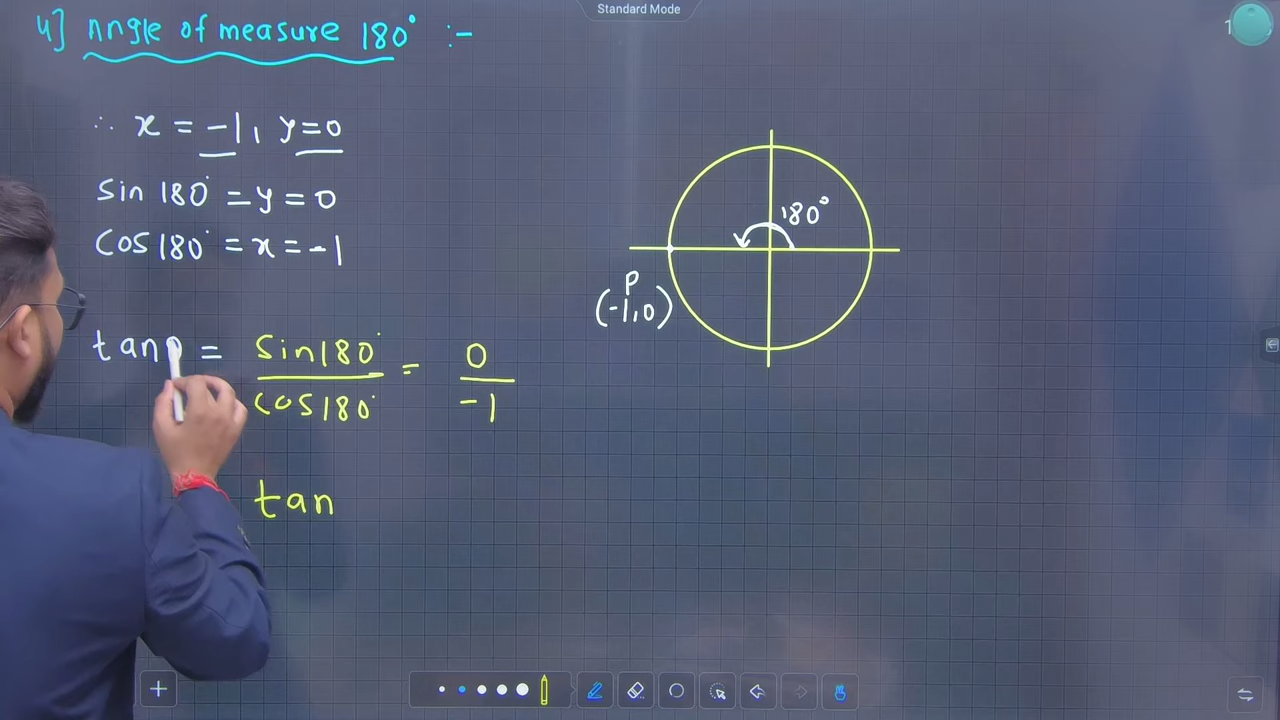 Standard Mode
4] Angle of measure 180° :-
∴ x = -1, y = 0
sin 180° = y = 0
cos 180° = x = -1
tan = sin180° / cos180° = 0 / -1
tan
180°
P
(-1,0)